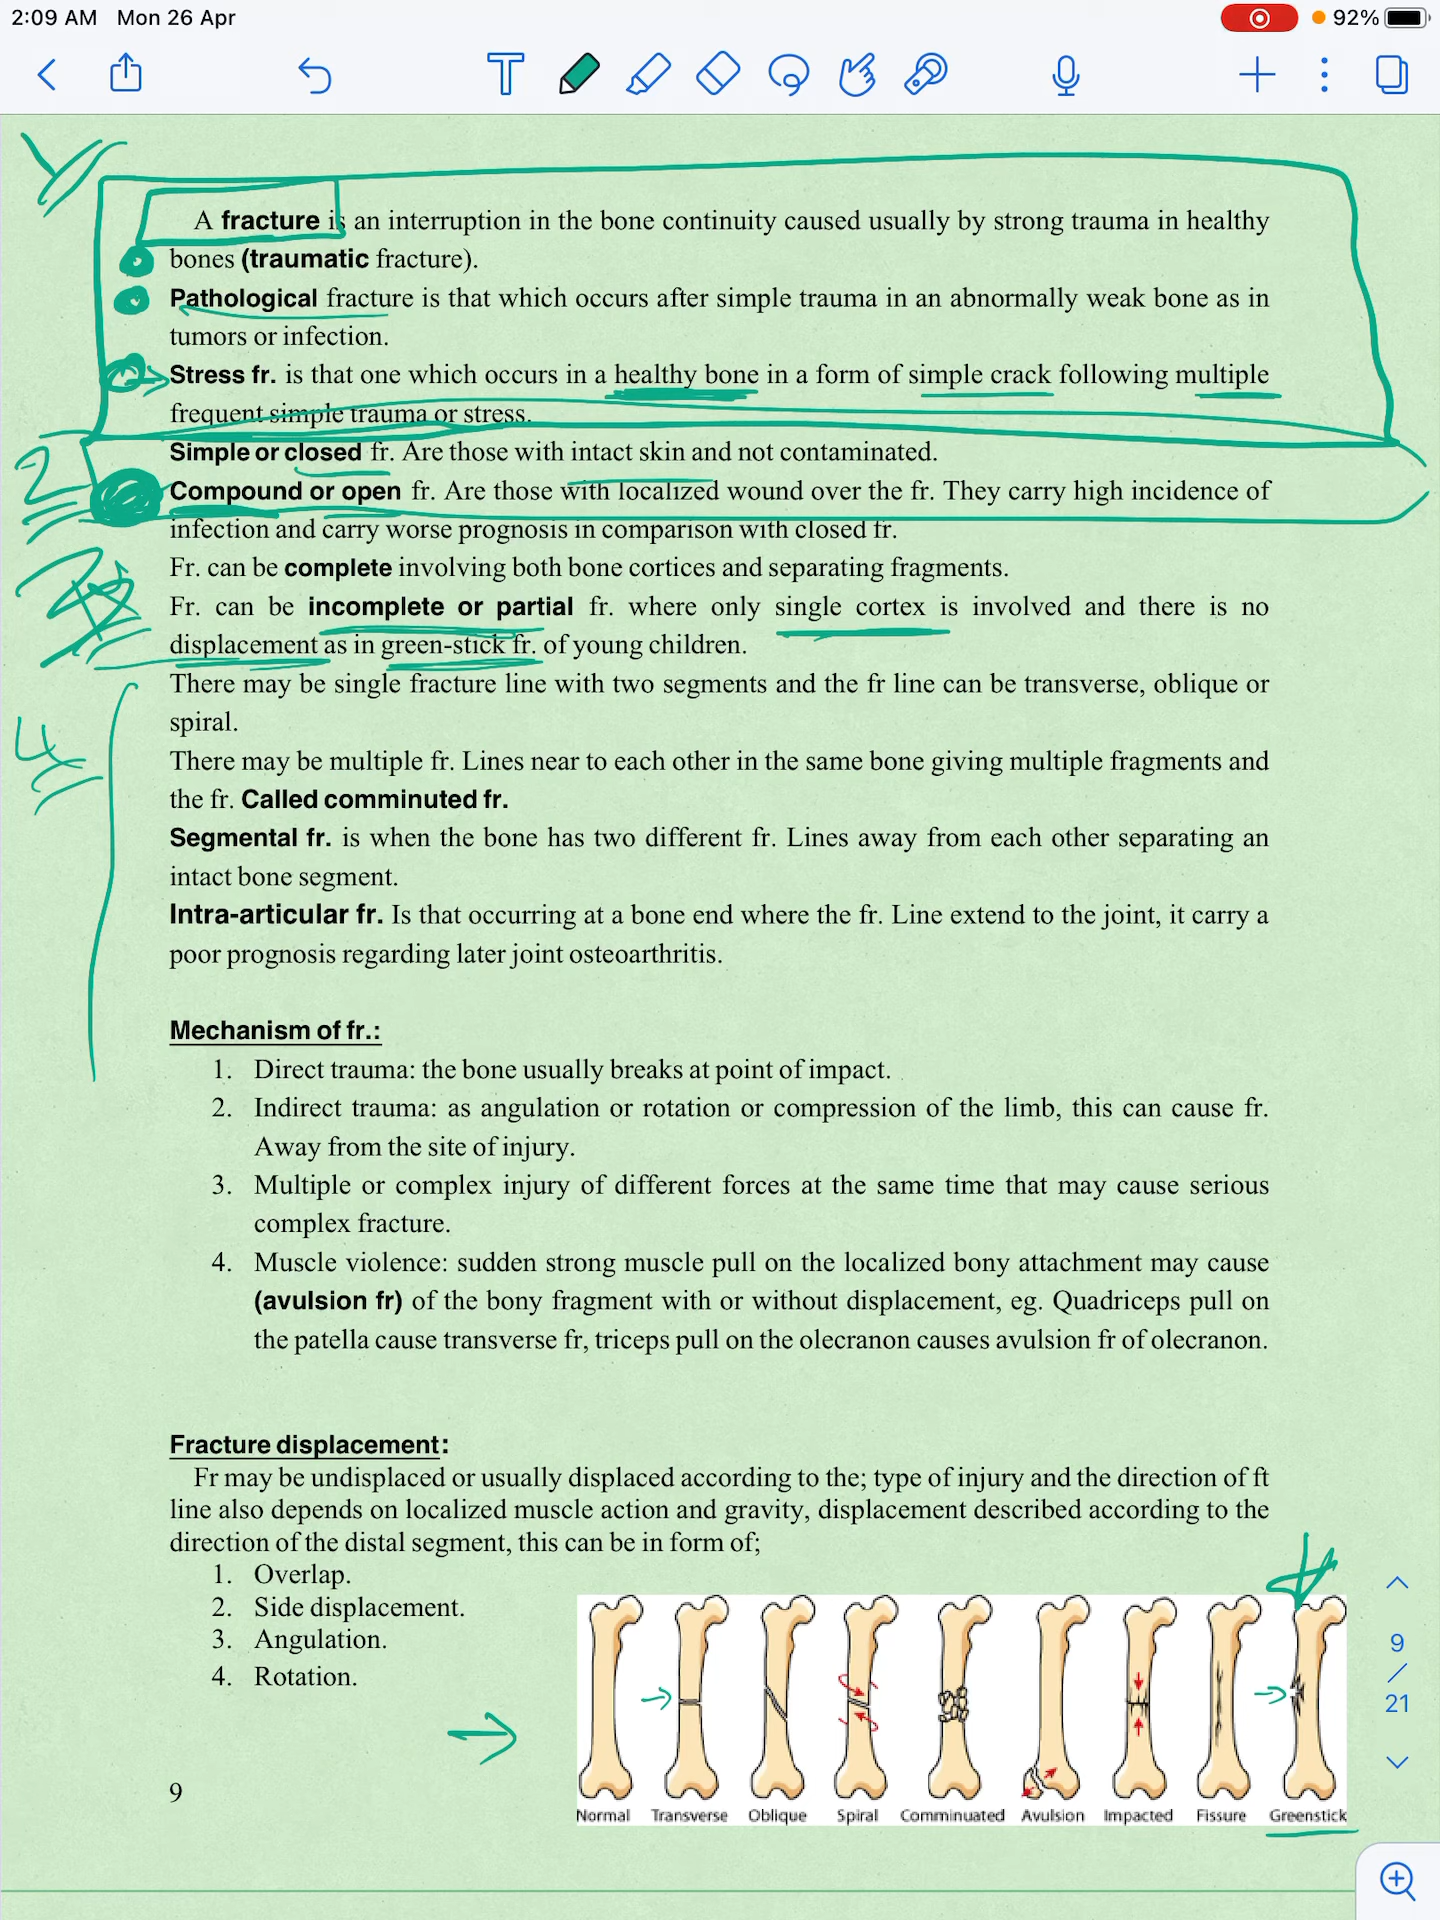 2:09 AM Mon 26 Apr
92%
A fracture is an interruption in the bone continuity caused usually by strong trauma in healthy
bones (traumatic fracture).
Pathological fracture is that which occurs after simple trauma in an abnormally weak bone as in
tumors or infection.
Stress fr. is that one which occurs in a healthy bone in a form of simple crack following multiple
frequent simple trauma or stress.
2
Simple or closed fr. Are those with intact skin and not contaminated.
Compound or open fr. Are those with localized wound over the fr. They carry high incidence of
infection and carry worse prognosis in comparison with closed fr.
Fr. can be complete involving both bone cortices and separating fragments.
Fr. can be incomplete or partial fr. where only single cortex is involved and there is no
displacement as in green-stick fr. of young children.
There may be single fracture line with two segments and the fr line can be transverse, oblique or
spiral.
4
There may be multiple fr. Lines near to each other in the same bone giving multiple fragments and
the fr. Called comminuted fr.
Segmental fr. is when the bone has two different fr. Lines away from each other separating an
intact bone segment.
Intra-articular fr. Is that occurring at a bone end where the fr. Line extend to the joint, it carry a
poor prognosis regarding later joint osteoarthritis.
Mechanism of fr.:
1. Direct trauma: the bone usually breaks at point of impact.
2. Indirect trauma: as angulation or rotation or compression of the limb, this can cause fr.
Away from the site of injury.
3. Multiple or complex injury of different forces at the same time that may cause serious
complex fracture.
4. Muscle violence: sudden strong muscle pull on the localized bony attachment may cause
(avulsion fr) of the bony fragment with or without displacement, eg. Quadriceps pull on
the patella cause transverse fr, triceps pull on the olecranon causes avulsion fr of olecranon.
Fracture displacement:
Fr may be undisplaced or usually displaced according to the; type of injury and the direction of ft
line also depends on localized muscle action and gravity, displacement described according to the
direction of the distal segment, this can be in form of;
1. Overlap.
2. Side displacement.
3. Angulation.
4. Rotation.
9
/
21
Normal Transverse Oblique Spiral Comminuated Avulsion Impacted Fissure Greenstick
9